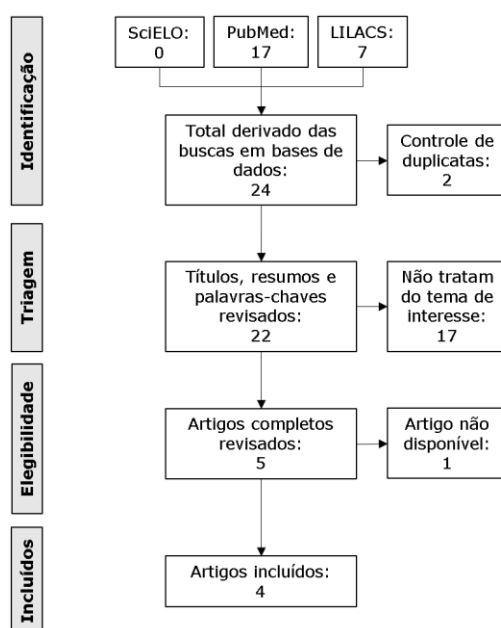 Identificação
SciELO:
0
PubMed:
17
LILACS:
7
Total derivado das
buscas em bases de
dados:
24
Controle de
duplicatas:
2
Triagem
Títulos, resumos e
palavras-chaves
revisados:
22
Não tratam
do tema de
interesse:
17
Elegibilidade
Artigos completos
revisados:
5
Artigo não
disponível:
1
Incluídos
Artigos incluídos:
4